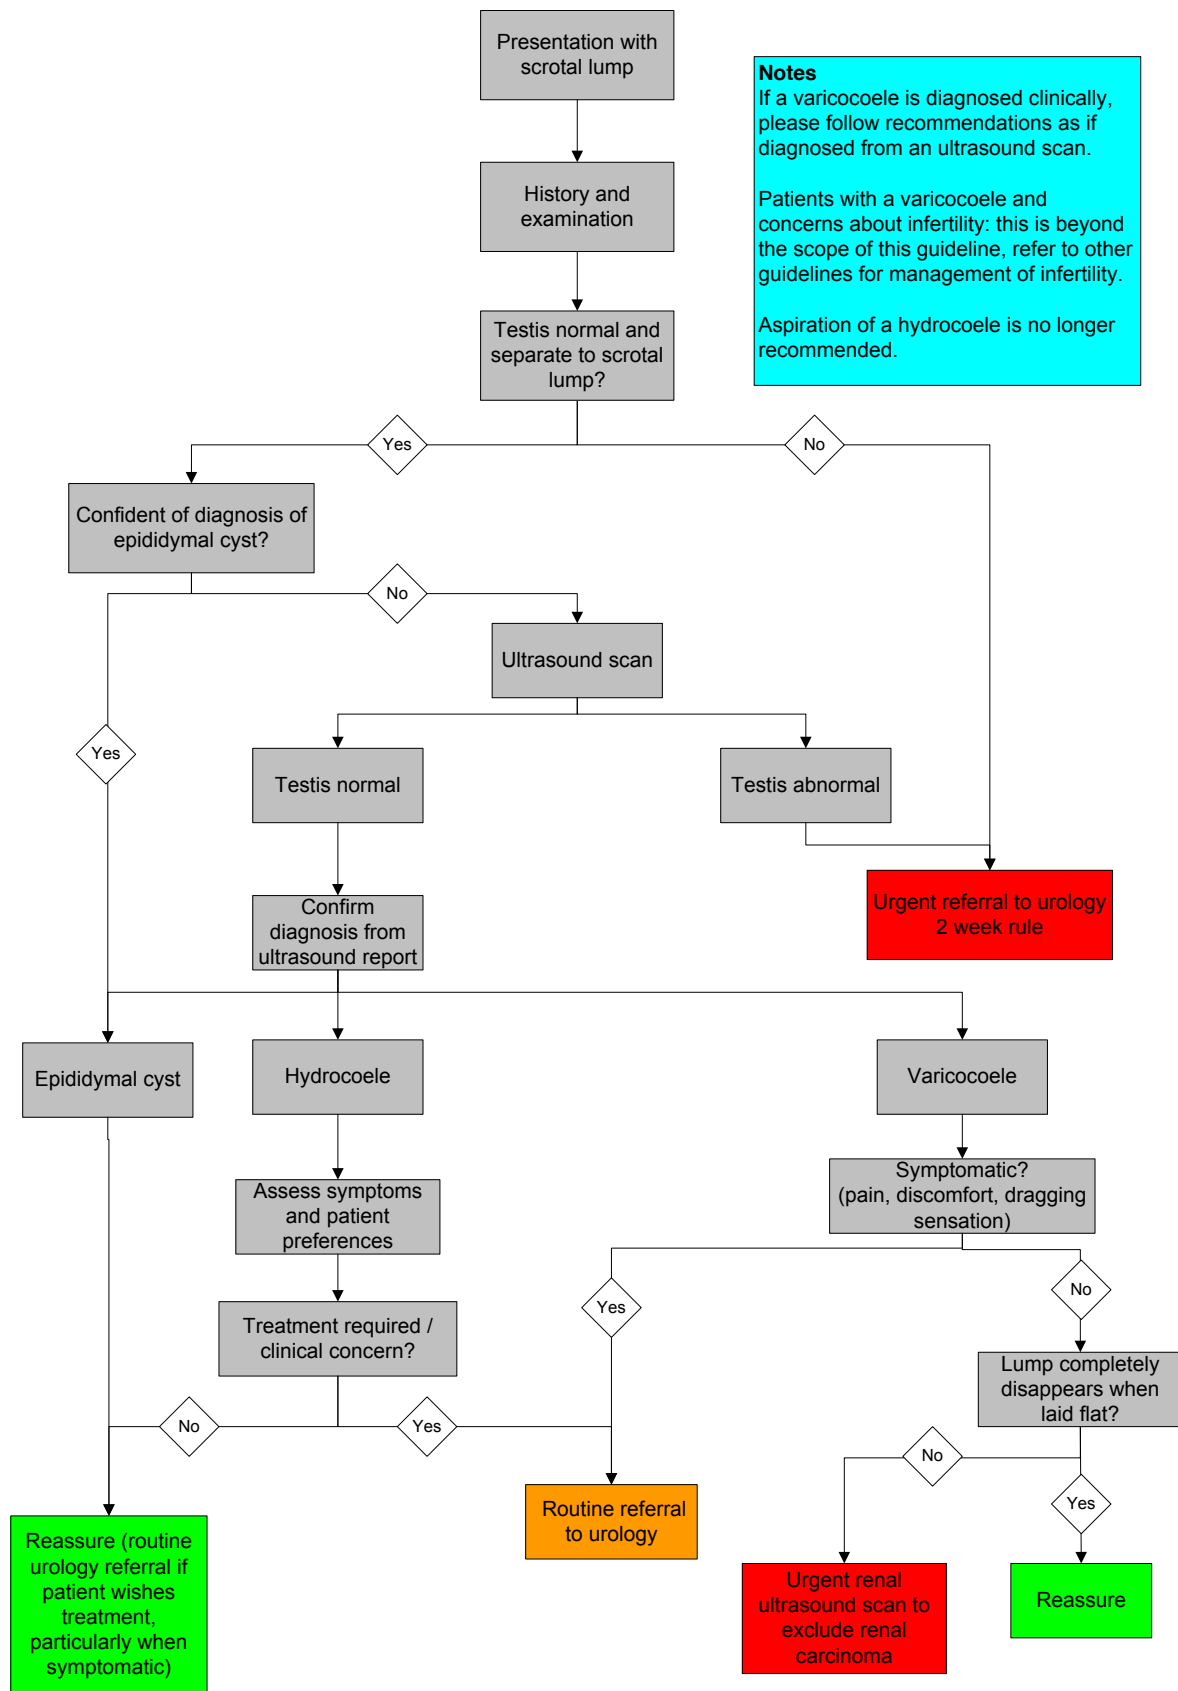 Presentation with
scrotal lump
Notes
If a varicocoele is diagnosed clinically,
please follow recommendations as if
diagnosed from an ultrasound scan.
Patients with a varicocoele and
concerns about infertility: this is beyond
the scope of this guideline, refer to other
guidelines for management of infertility.
Aspiration of a hydrocoele is no longer
recommended.
History and
examination
Testis normal and
separate to scrotal
lump?
Yes
No
Confident of diagnosis of
epididymal cyst?
No
Ultrasound scan
Yes
Testis normal
Testis abnormal
Confirm
diagnosis from
ultrasound report
Urgent referral to urology
2 week rule
Epididymal cyst
Hydrocoele
Varicocoele
Assess symptoms
and patient
preferences
Symptomatic?
(pain, discomfort, dragging
sensation)
Yes
No
Treatment required /
clinical concern?
Lump completely
disappears when
laid flat?
No
Yes
No
Yes
Reassure (routine
urology referral if
patient wishes
treatment,
particularly when
symptomatic)
Routine referral
to urology
Urgent renal
ultrasound scan to
exclude renal
carcinoma
Reassure